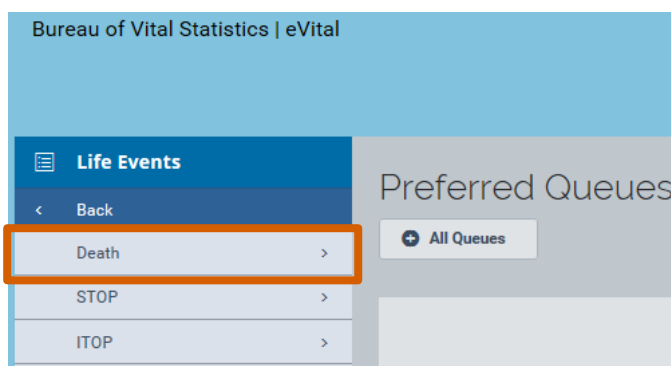 Bureau of Vital Statistics | eVital
Life Events
Back
Death
STOP
ITOP
Preferred Queues
All Queues